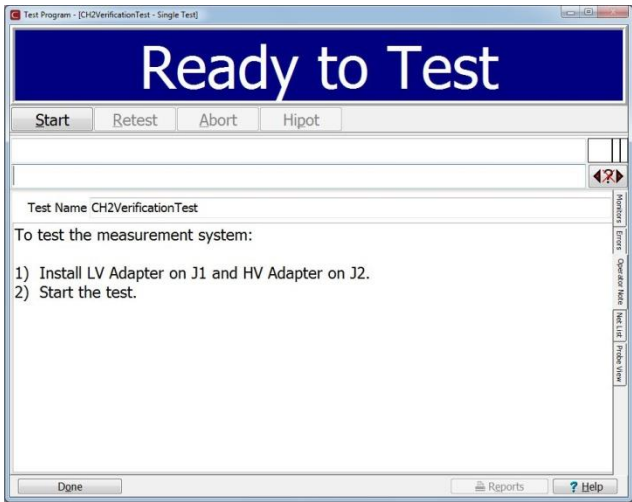 Test Program - [CH2VerificationTest - Single Test]
Ready to Test
Start Retest Abort Hipot
Test Name CH2VerificationTest
To test the measurement system:
1) Install LV Adapter on J1 and HV Adapter on J2.
2) Start the test.
Monitors
Errors
Operator Note
Net List
Probe View
Done Reports ? Help